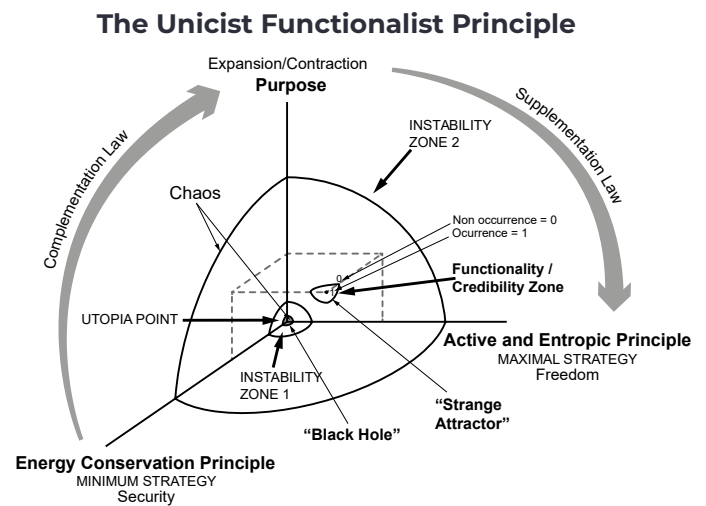 The Unicist Functionalist Principle
Expansion/Contraction
Purpose
Complementation Law
Supplementation Law
INSTABILITY
ZONE 2
Chaos
Non occurrence = 0
Ocurrence = 1
0
1
Functionality /
Credibility Zone
UTOPIA POINT
Active and Entropic Principle
MAXIMAL STRATEGY
Freedom
INSTABILITY
ZONE 1
“Strange
Attractor”
“Black Hole”
Energy Conservation Principle
MINIMUM STRATEGY
Security